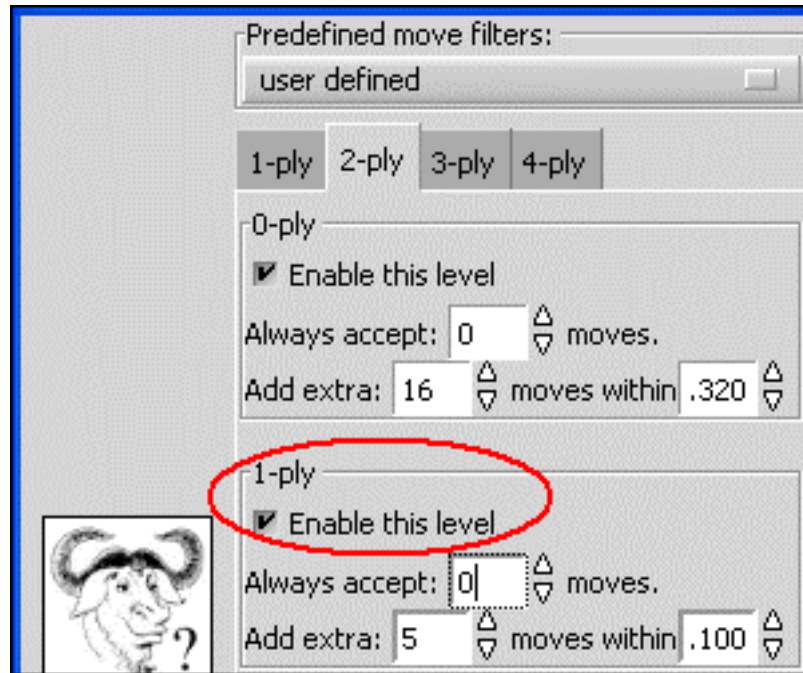 Predefined move filters:
user defined
1-ply 2-ply 3-ply 4-ply
0-ply
Enable this level
Always accept: 0 moves.
Add extra: 16 moves within .320
1-ply
Enable this level
Always accept: 0 moves.
Add extra: 5 moves within .100
?